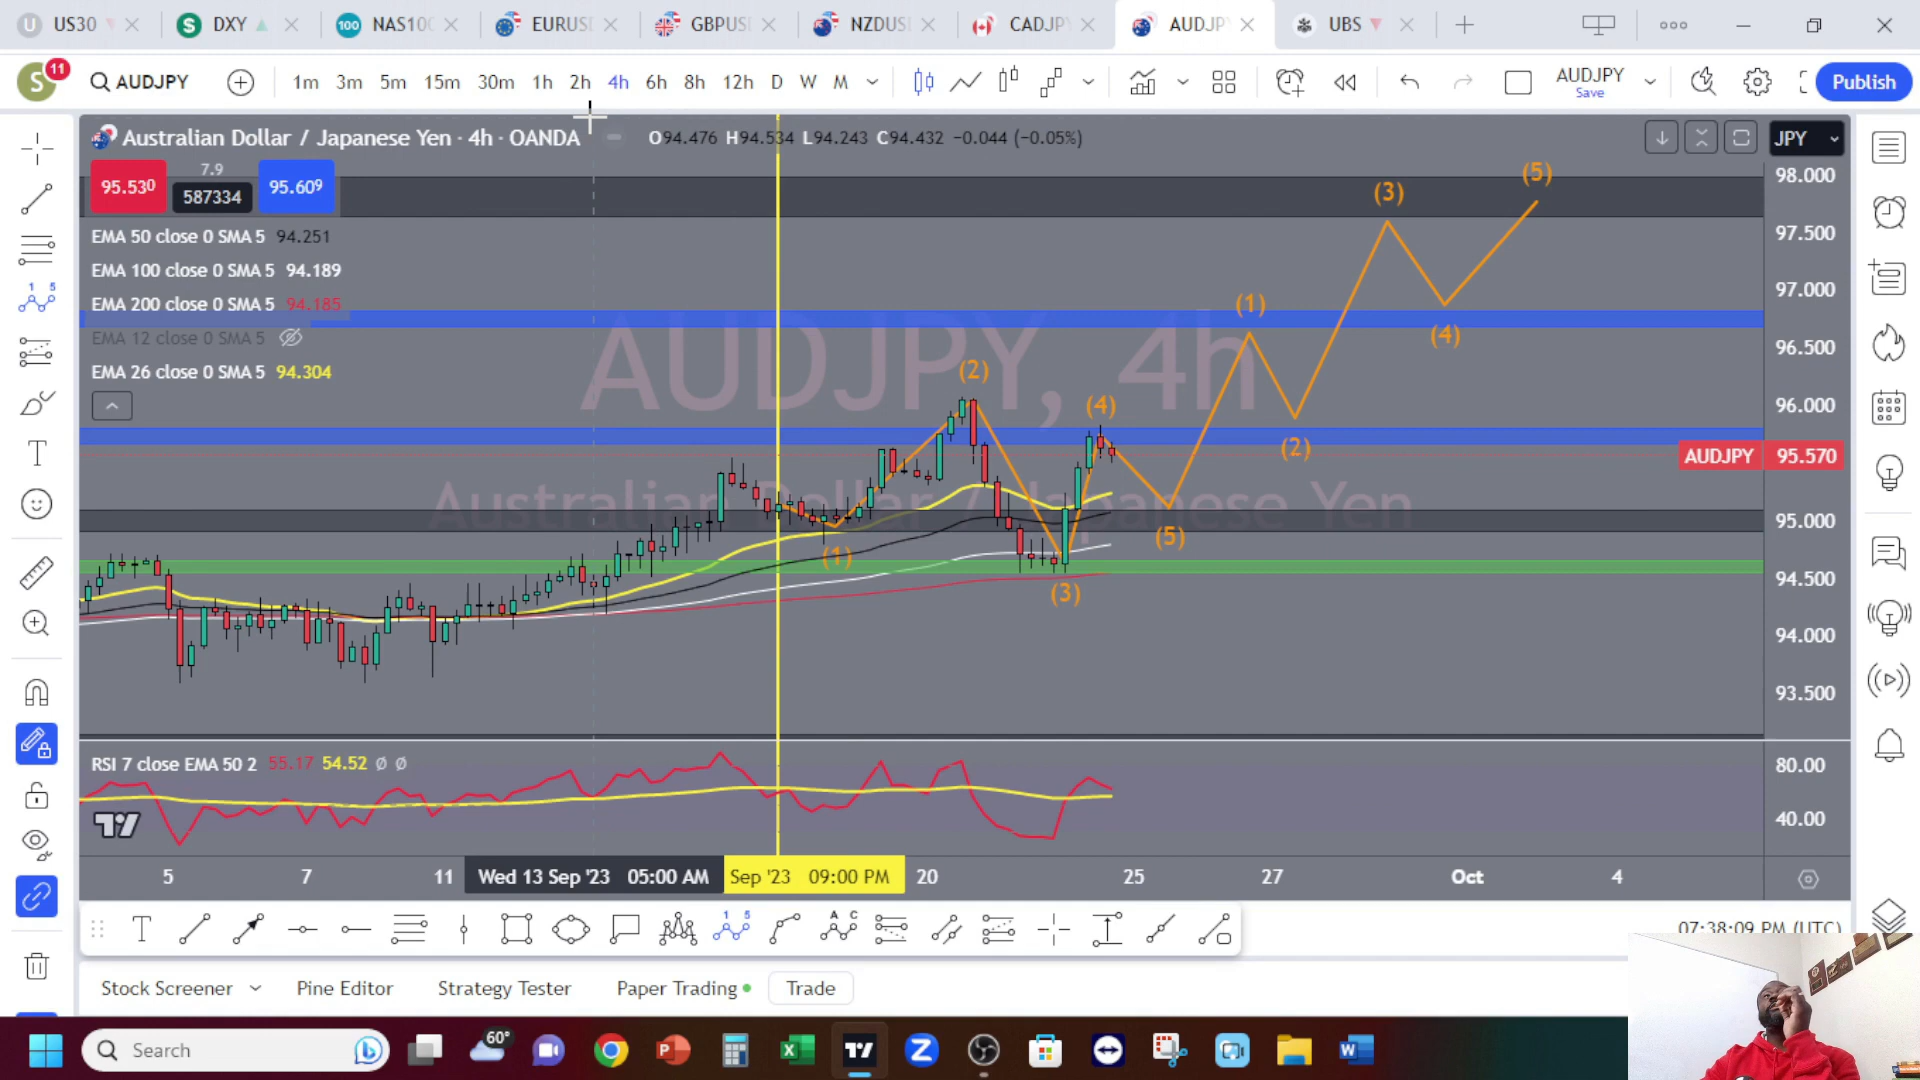 US30
DXY
NAS100
EURUSD
GBPUSD
NZDUSD
CADJPY
AUDJPY
UBS
S
11
AUDJPY
1m 3m 5m 15m 30m 1h 2h 4h 6h 8h 12h D W M
AUDJPY
Save
Publish
Australian Dollar / Japanese Yen · 4h · OANDA
O94.476 H94.534 L94.243 C94.432 −0.044 (−0.05%)
JPY
95.530
7.9
587334
95.609
EMA 50 close 0 SMA 5 94.251
EMA 100 close 0 SMA 5 94.189
EMA 200 close 0 SMA 5 94.185
EMA 12 close 0 SMA 5
EMA 26 close 0 SMA 5 94.304
AUDJPY, 4h
Australian Dollar / Japanese Yen
(1)
(2)
(3)
(4)
(5)
(1)
(2)
(3)
(4)
(5)
98.000
97.500
97.000
96.500
96.000
AUDJPY 95.570
95.000
94.500
94.000
93.500
RSI 7 close EMA 50 2 55.17 54.52 ø ø
80.00
40.00
5 7 11 Wed 13 Sep '23 05:00 AM Sep '23 09:00 PM 20 25 27 Oct 4
07:38:09 PM (UTC)
Stock Screener
Pine Editor
Strategy Tester
Paper Trading
Trade
Search
60°